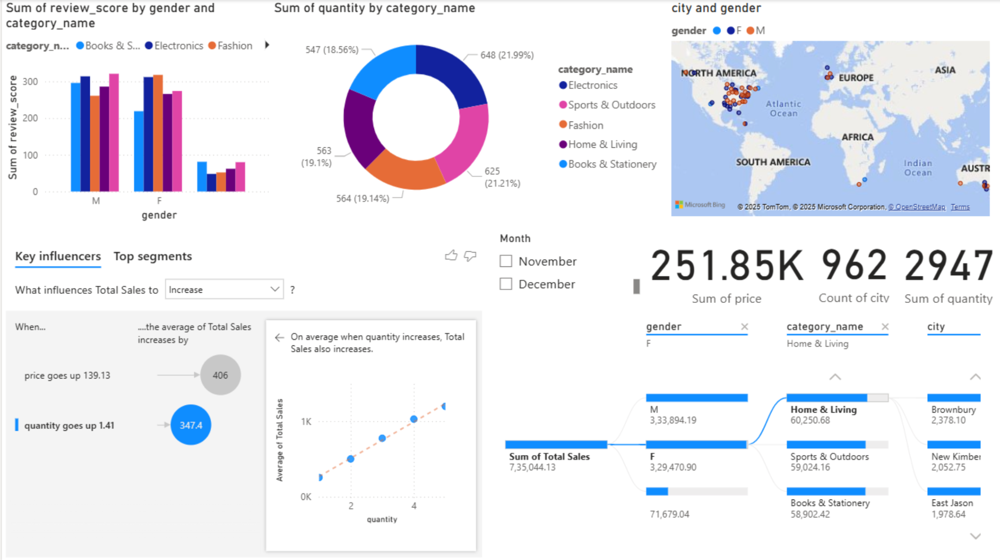 Sum of review_score by gender and
category_name
category_n...
Books & S...
Electronics
Fashion
Sum of review_score
300
200
100
0
M
F
gender
Sum of quantity by category_name
547 (18.56%)
648 (21.99%)
563
(19.1%)
625
(21.21%)
564 (19.14%)
category_name
Electronics
Sports & Outdoors
Fashion
Home & Living
Books & Stationery
city and gender
gender
F
M
NORTH AMERICA
EUROPE
ASIA
Atlantic
Ocean
AFRICA
SOUTH AMERICA
Indian
Ocean
AUSTR
Microsoft Bing
© 2025 TomTom, © 2025 Microsoft Corporation, © OpenStreetMap Terms
Key influencers
Top segments
What influences Total Sales to
Increase
?
When...
....the average of Total Sales
increases by
price goes up 139.13
406
quantity goes up 1.41
347.4
On average when quantity increases, Total
Sales also increases.
Average of Total Sales
1K
0K
2
4
quantity
Month
November
December
251.85K
Sum of price
962
Count of city
2947
Sum of quantity
gender
F
category_name
Home & Living
city
Sum of Total Sales
7,35,044.13
M
3,33,894.19
F
3,29,470.90
71,679.04
Home & Living
60,250.68
Sports & Outdoors
59,024.16
Books & Stationery
58,902.42
Brownbury
2,378.10
New Kimber
2,052.75
East Jason
1,978.64